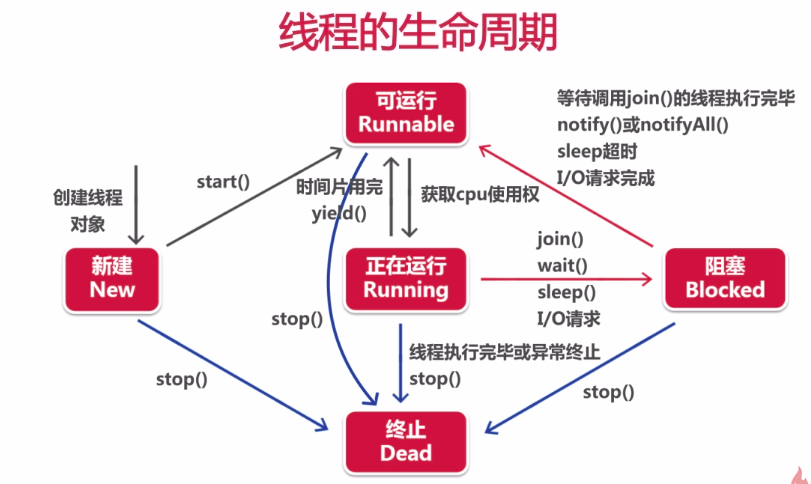 线程的生命周期
可运行
Runnable
等待调用join()的线程执行完毕
notify()或notifyAll()
sleep超时
I/O请求完成
创建线程
对象
start()
时间片用完
yield()
获取cpu使用权
新建
New
正在运行
Running
join()
wait()
sleep()
I/O请求
阻塞
Blocked
stop()
stop()
线程执行完毕或异常终止
stop()
stop()
终止
Dead